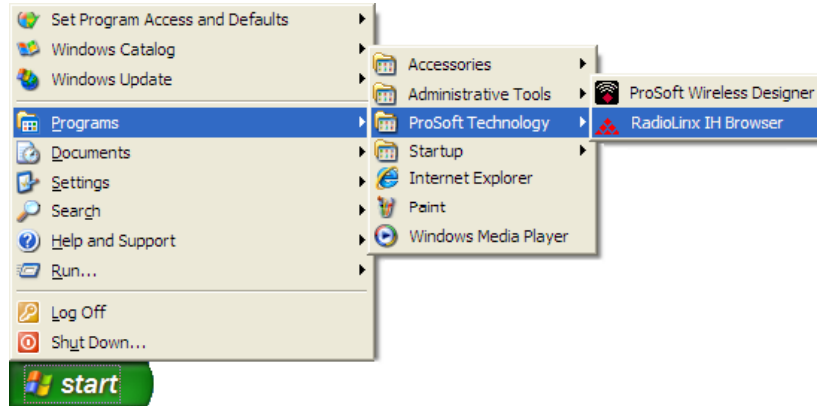 Set Program Access and Defaults
Windows Catalog
Windows Update
Programs
Documents
Settings
Search
Help and Support
Run...
Log Off
Shut Down...
start
Accessories
Administrative Tools
ProSoft Technology
Startup
Internet Explorer
Paint
Windows Media Player
ProSoft Wireless Designer
RadioLinx IH Browser